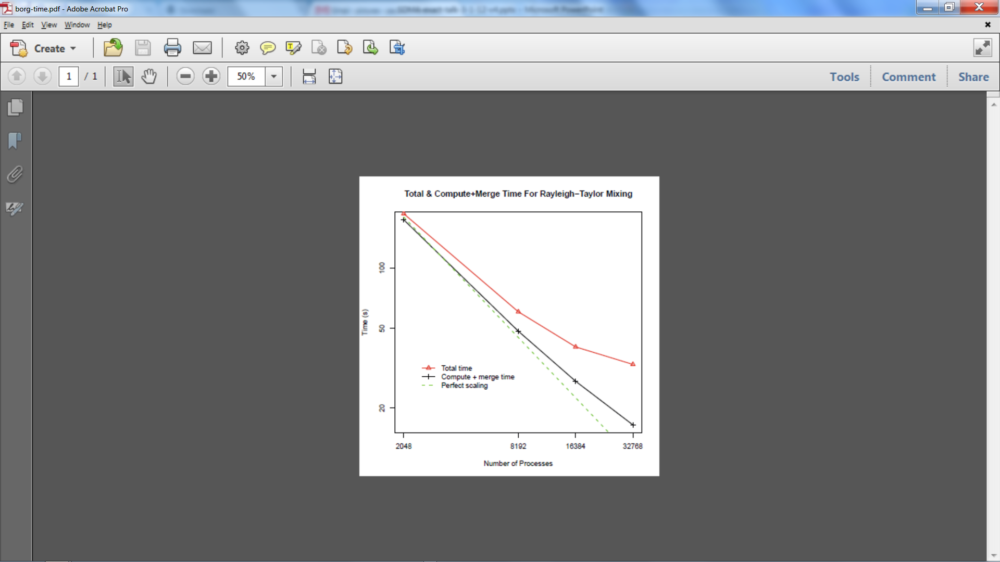 borg-time.pdf - Adobe Acrobat Pro
File Edit View Window Help
Create
1 / 1 50% Tools Comment Share
Total & Compute+Merge Time For Rayleigh−Taylor Mixing
100
50
20
Time (s)
Total time
Compute + merge time
Perfect scaling
2048 8192 16384 32768
Number of Processes